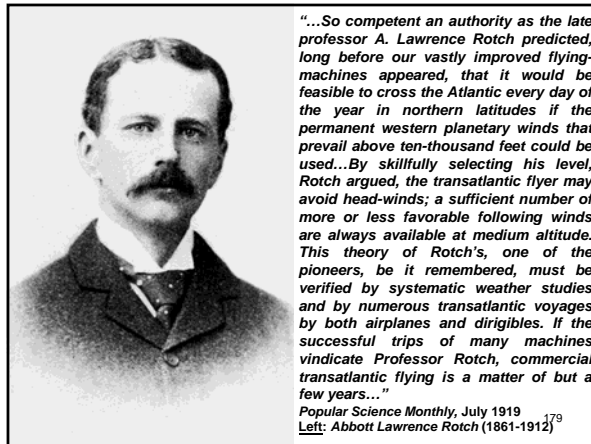 “…So competent an authority as the late
professor A. Lawrence Rotch predicted,
long before our vastly improved flying-
machines appeared, that it would be
feasible to cross the Atlantic every day of
the year in northern latitudes if the
permanent western planetary winds that
prevail above ten-thousand feet could be
used…By skillfully selecting his level,
Rotch argued, the transatlantic flyer may
avoid head-winds; a sufficient number of
more or less favorable following winds
are always available at medium altitude.
This theory of Rotch’s, one of the
pioneers, be it remembered, must be
verified by systematic weather studies
and by numerous transatlantic voyages
by both airplanes and dirigibles. If the
successful trips of many machines
vindicate Professor Rotch, commercial
transatlantic flying is a matter of but a
few years…”
Popular Science Monthly, July 1919
Left: Abbott Lawrence Rotch (1861-1912)
179